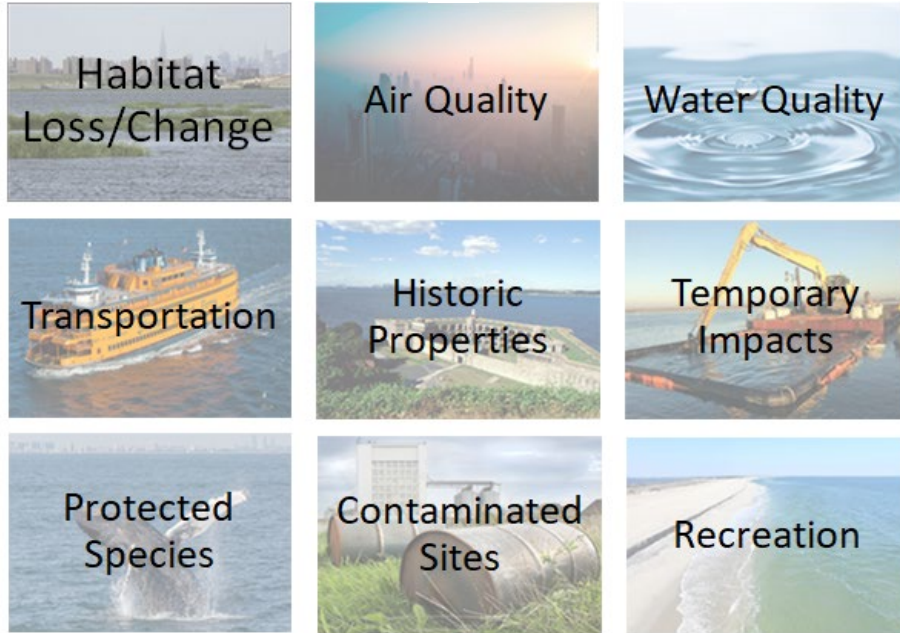 Habitat
Loss/Change
Air Quality
Water Quality
Transportation
Historic
Properties
Temporary
Impacts
Protected
Species
Contaminated
Sites
Recreation